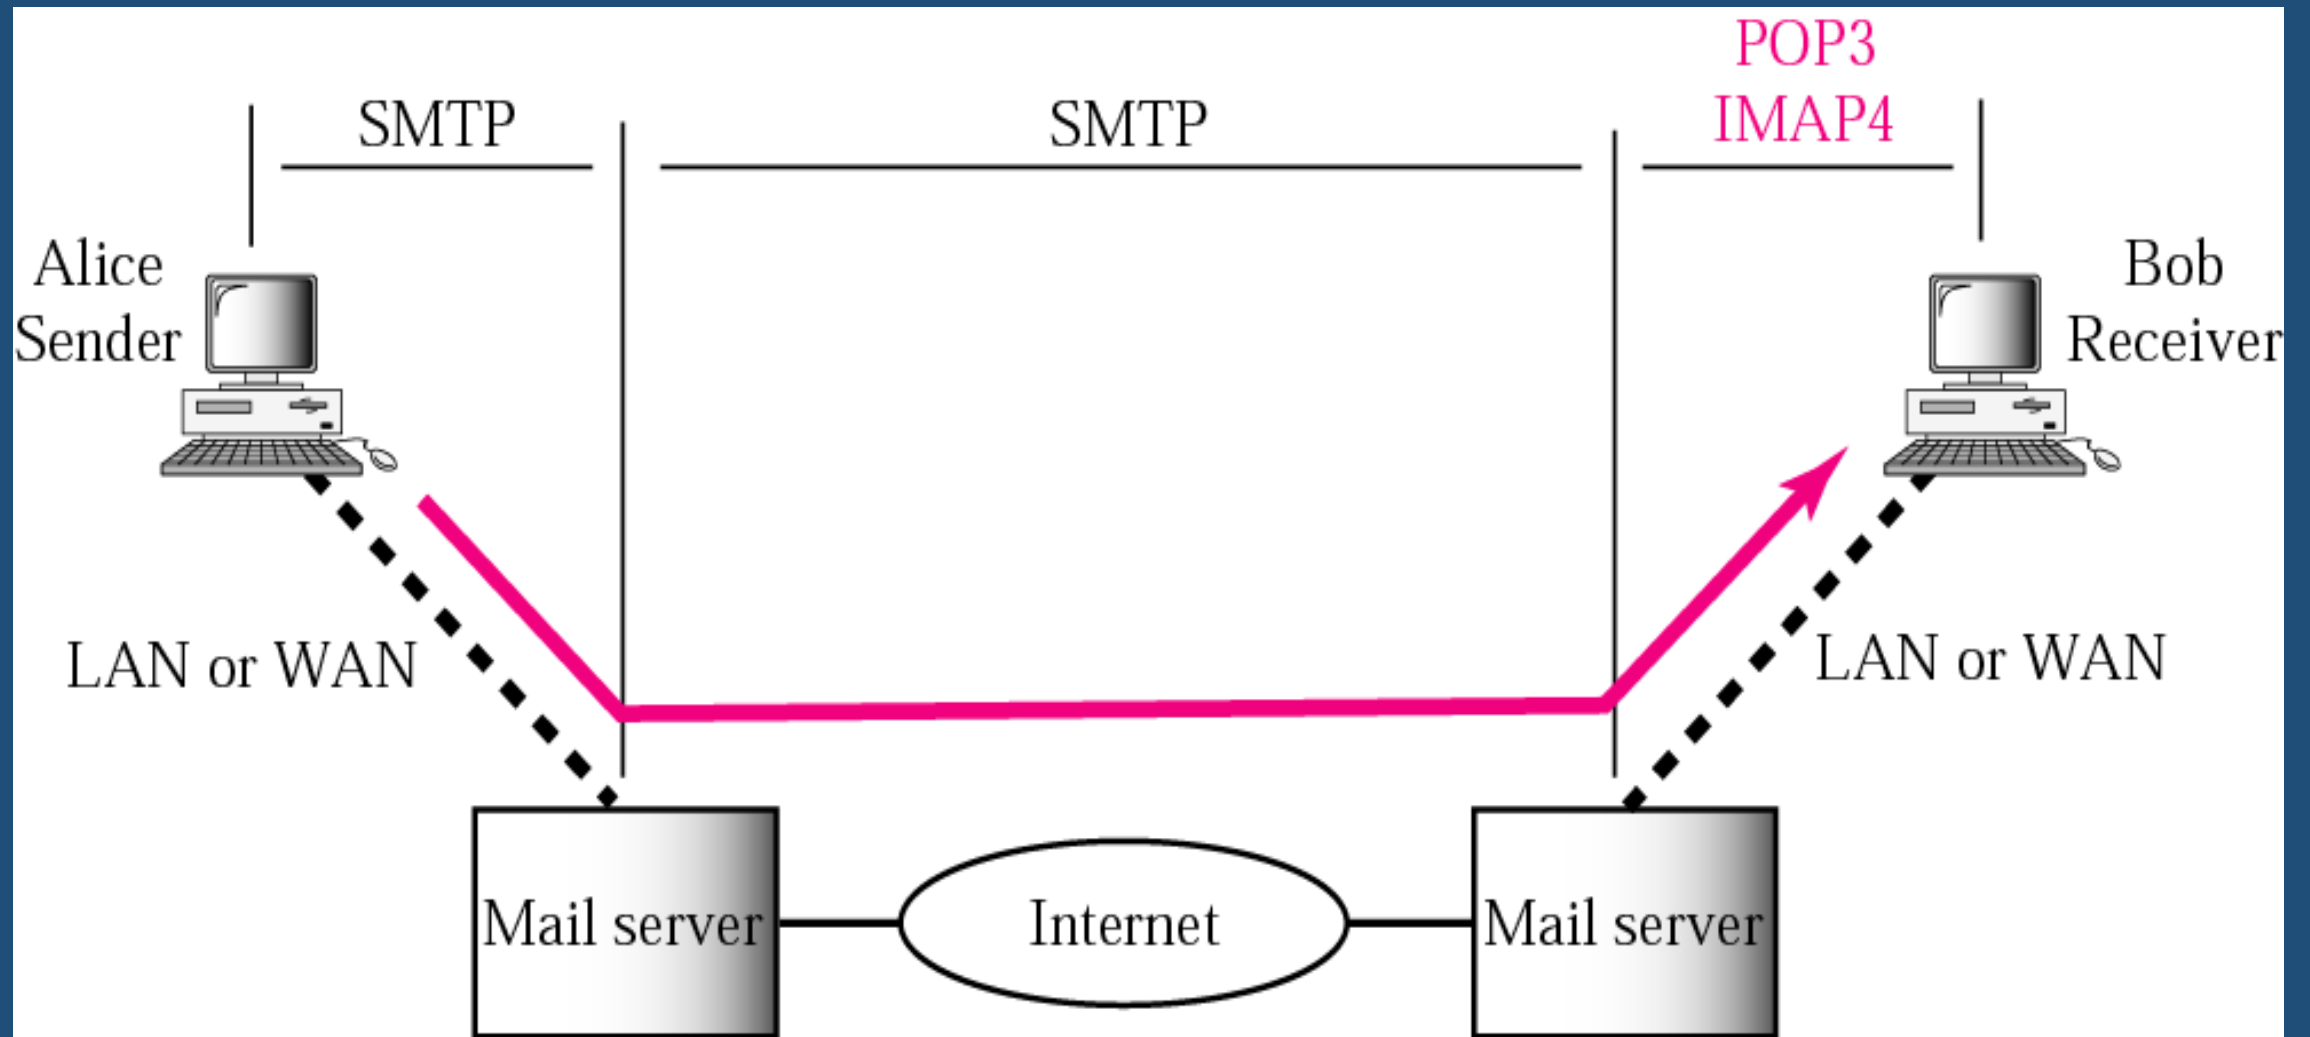 POP3
SMTP
SMTP
IMAP4
Alice
Sender
Bob
Receiver
LAN or WAN
LAN or WAN
Mail server
Internet
Mail server